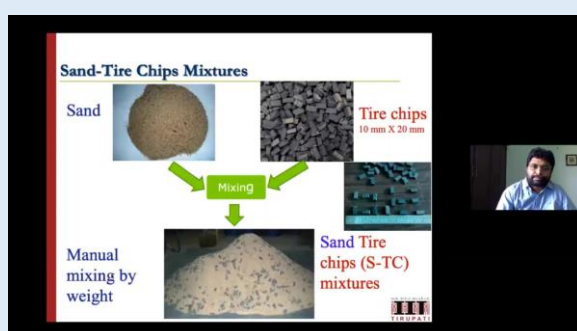 Sand-Tire Chips Mixtures
Sand
Tire chips
10 mm X 20 mm
Mixing
Manual
mixing by
weight
Sand Tire
chips (S-TC)
mixtures
TIRUPATI